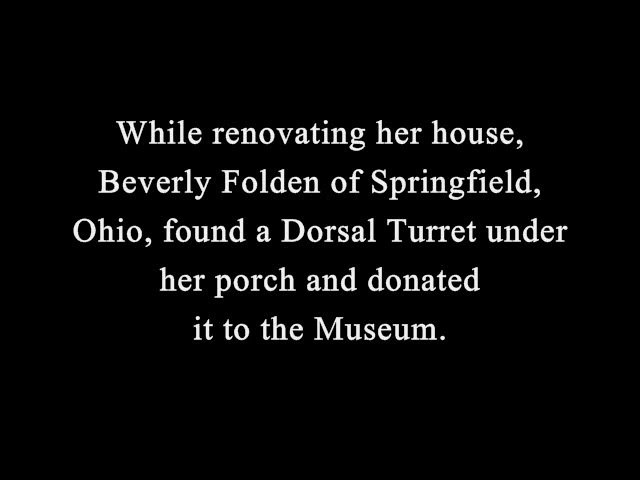 While renovating her house,
Beverly Folden of Springfield,
Ohio, found a Dorsal Turret under
her porch and donated
it to the Museum.